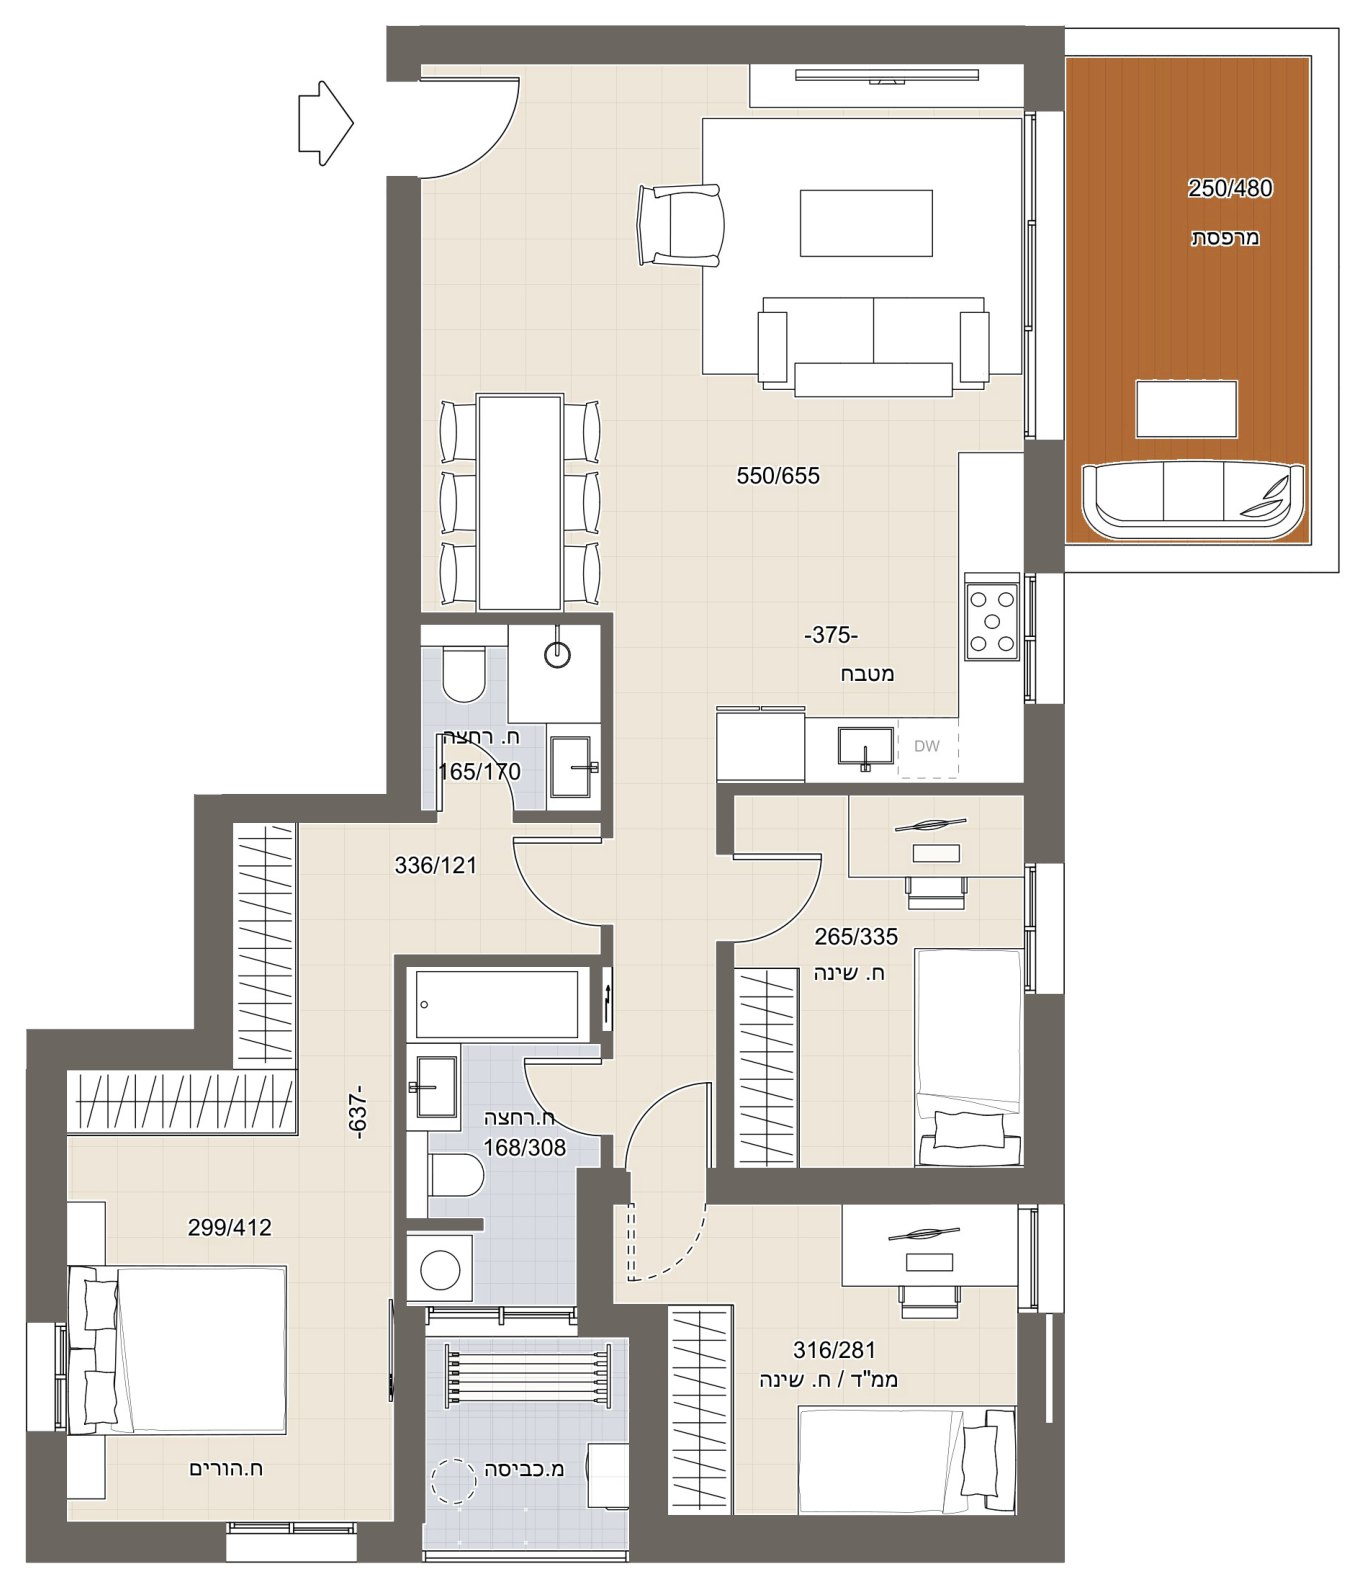 250/480
מרפסת
550/655
-375-
מטבח
DW
ח. רחצה
165/170
336/121
265/335
ח. שינה
-637-
ח.רחצה
168/308
299/412
316/281
ממ"ד / ח. שינה
ח.הורים
מ.כביסה